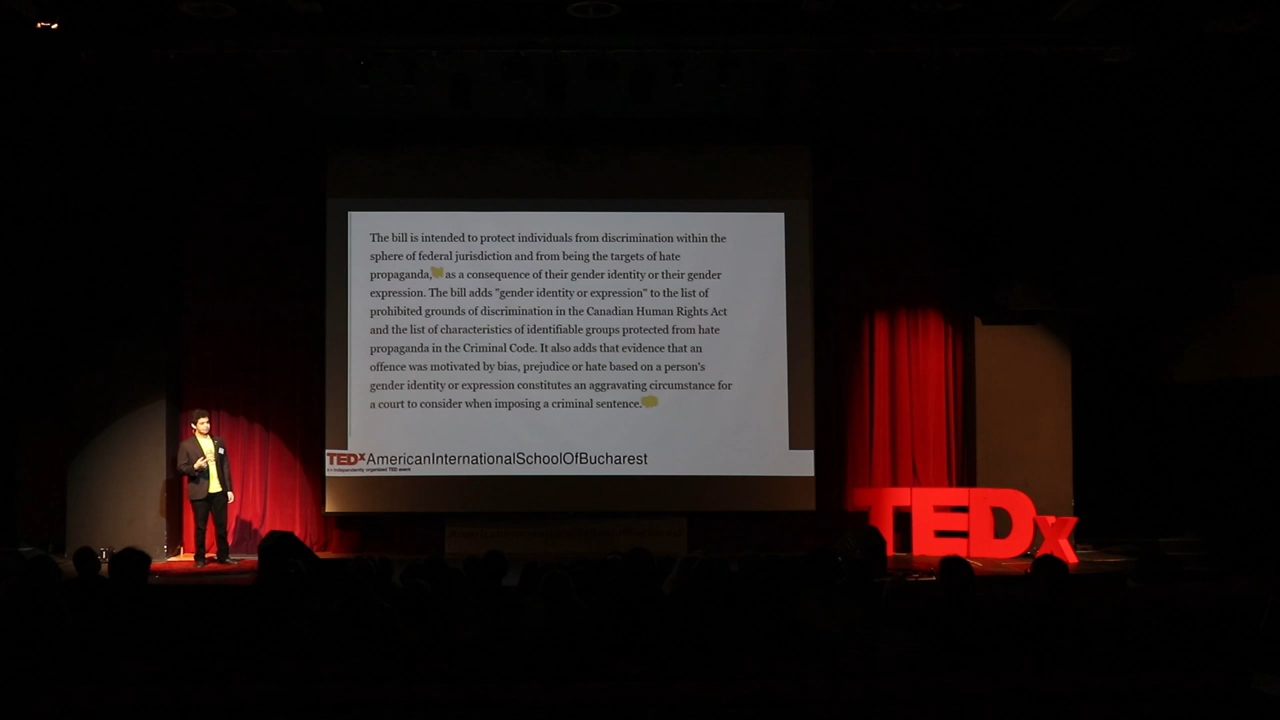 The bill is intended to protect individuals from discrimination within the
sphere of federal jurisdiction and from being the targets of hate
propaganda, as a consequence of their gender identity or their gender
expression. The bill adds "gender identity or expression" to the list of
prohibited grounds of discrimination in the Canadian Human Rights Act
and the list of characteristics of identifiable groups protected from hate
propaganda in the Criminal Code. It also adds that evidence that an
offence was motivated by bias, prejudice or hate based on a person's
gender identity or expression constitutes an aggravating circumstance for
a court to consider when imposing a criminal sentence.
TEDxAmericanInternationalSchoolOfBucharest
x = independently organized TED event
TEDx